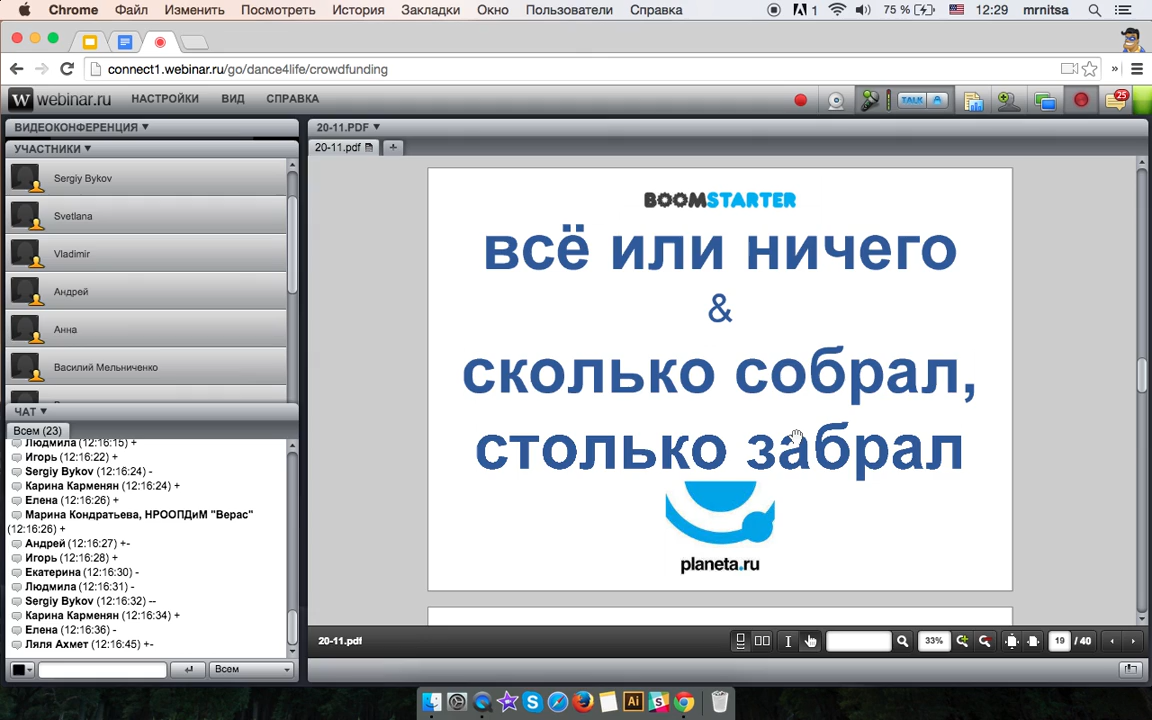 Chrome Файл Изменить Посмотреть История Закладки Окно Пользователи Справка 1 75 % 12:29 mrnitsa
connect1.webinar.ru/go/dance4life/crowdfunding
W webinar.ru НАСТРОЙКИ ВИД СПРАВКА TALK 25
ВИДЕОКОНФЕРЕНЦИЯ
20-11.PDF
УЧАСТНИКИ
20-11.pdf
Sergiy Bykov
Svetlana
Vladimir
Андрей
Анна
Василий Мельниченко
BOOMSTARTER
всё или ничего
&
сколько собрал,
столько забрал
planeta.ru
ЧАТ
Всем (23)
Людмила (12:16:15) +
Игорь (12:16:22) +
Sergiy Bykov (12:16:24) -
Карина Карменян (12:16:24) +
Елена (12:16:26) +
Марина Кондратьева, НРООПДиМ "Верас"
(12:16:26) +
Андрей (12:16:27) +-
Игорь (12:16:28) +
Екатерина (12:16:30) -
Людмила (12:16:31) -
Sergiy Bykov (12:16:32) --
Карина Карменян (12:16:34) +
Елена (12:16:36) -
Ляля Ахмет (12:16:45) +-
20-11.pdf 33% 19 / 40
Всем
Ai